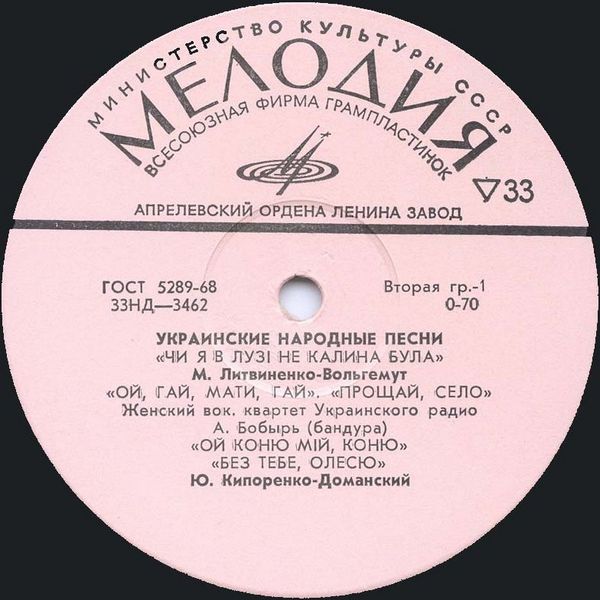 МИНИСТЕРСТВО КУЛЬТУРЫ СССР
МЕЛОДИЯ
ВСЕСОЮЗНАЯ ФИРМА ГРАМПЛАСТИНОК
33
АПРЕЛЕВСКИЙ ОРДЕНА ЛЕНИНА ЗАВОД
ГОСТ 5289-68
Вторая гр.-1
33НД—3462
0-70
УКРАИНСКИЕ НАРОДНЫЕ ПЕСНИ
«ЧИ Я В ЛУЗІ НЕ КАЛИНА БУЛА»
М. Литвиненко-Вольгемут
«ОЙ, ГАЙ, МАТИ, ГАЙ». «ПРОЩАЙ, СЕЛО»
Женский вок. квартет Украинского радио
А. Бобырь (бандура)
«ОЙ КОНЮ МІЙ, КОНЮ»
«БЕЗ ТЕБЕ, ОЛЕСЮ»
Ю. Кипоренко-Доманский